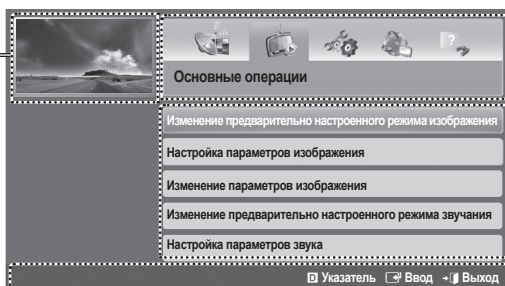 Основные операции
Изменение предварительно настроенного режима изображения
Настройка параметров изображения
Изменение параметров изображения
Изменение предварительно настроенного режима звучания
Настройка параметров звука
D Указатель Ввод Выход